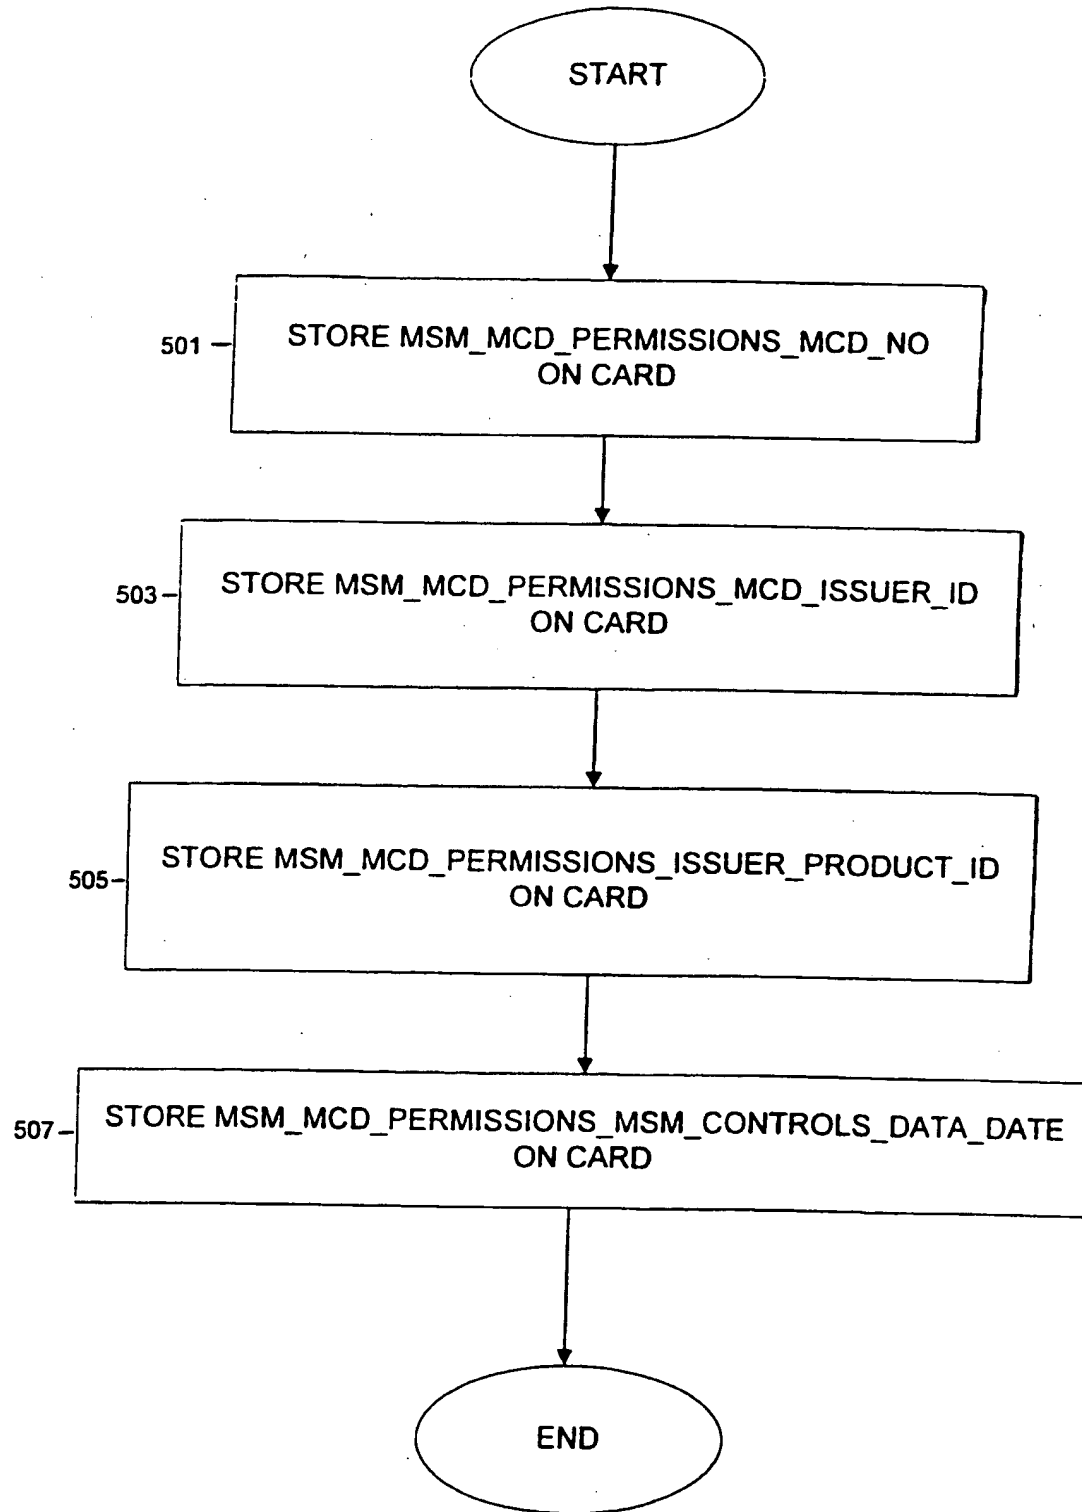 START
501
STORE MSM_MCD_PERMISSIONS_MCD_NO
ON CARD
503
STORE MSM_MCD_PERMISSIONS_MCD_ISSUER_ID
ON CARD
505
STORE MSM_MCD_PERMISSIONS_ISSUER_PRODUCT_ID
ON CARD
507
STORE MSM_MCD_PERMISSIONS_MSM_CONTROLS_DATA_DATE
ON CARD
END